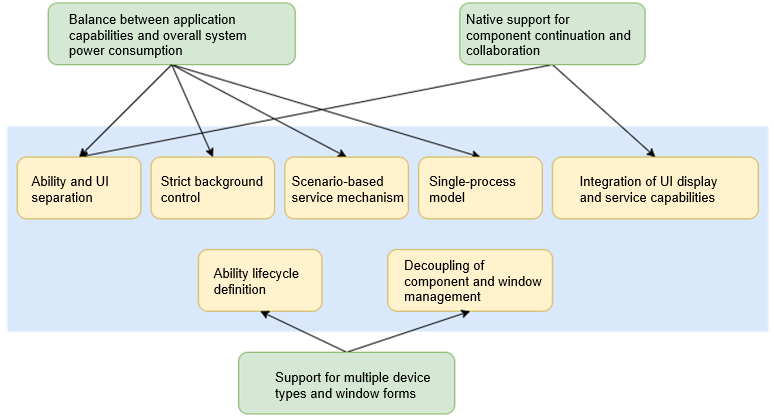 Balance between application
capabilities and overall system
power consumption
Native support for
component continuation and
collaboration
Ability and UI
separation
Strict background
control
Scenario-based
service mechanism
Single-process
model
Integration of UI display
and service capabilities
Ability lifecycle
definition
Decoupling of
component and window
management
Support for multiple device
types and window forms